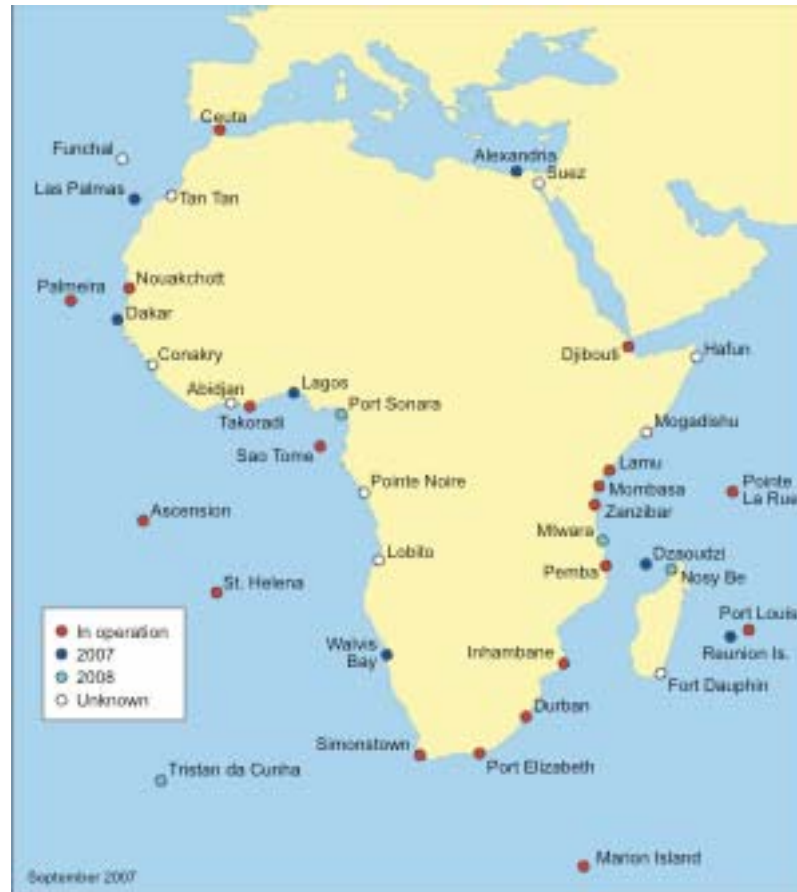 Ceuta
Funchal
Alexandria
Suez
Las Palmas
Tan Tan
Nouakchott
Palmeira
Dakar
Djibouti
Hafun
Conakry
Abidjan
Lagos
Port Sonara
Takoradi
Mogadishu
Sao Tome
Lamu
Pointe Noire
Mombasa
Pointe
La Rue
Ascension
Zanzibar
Mtwara
Lobito
Dzaoudzi
Pemba
Nosy Be
St. Helena
Port Louis
In operation
2007
2008
Unknown
Walvis
Bay
Inhambane
Reunion Is.
Fort Dauphin
Durban
Simonstown
Port Elizabeth
Tristan da Cunha
Marion Island
September 2007